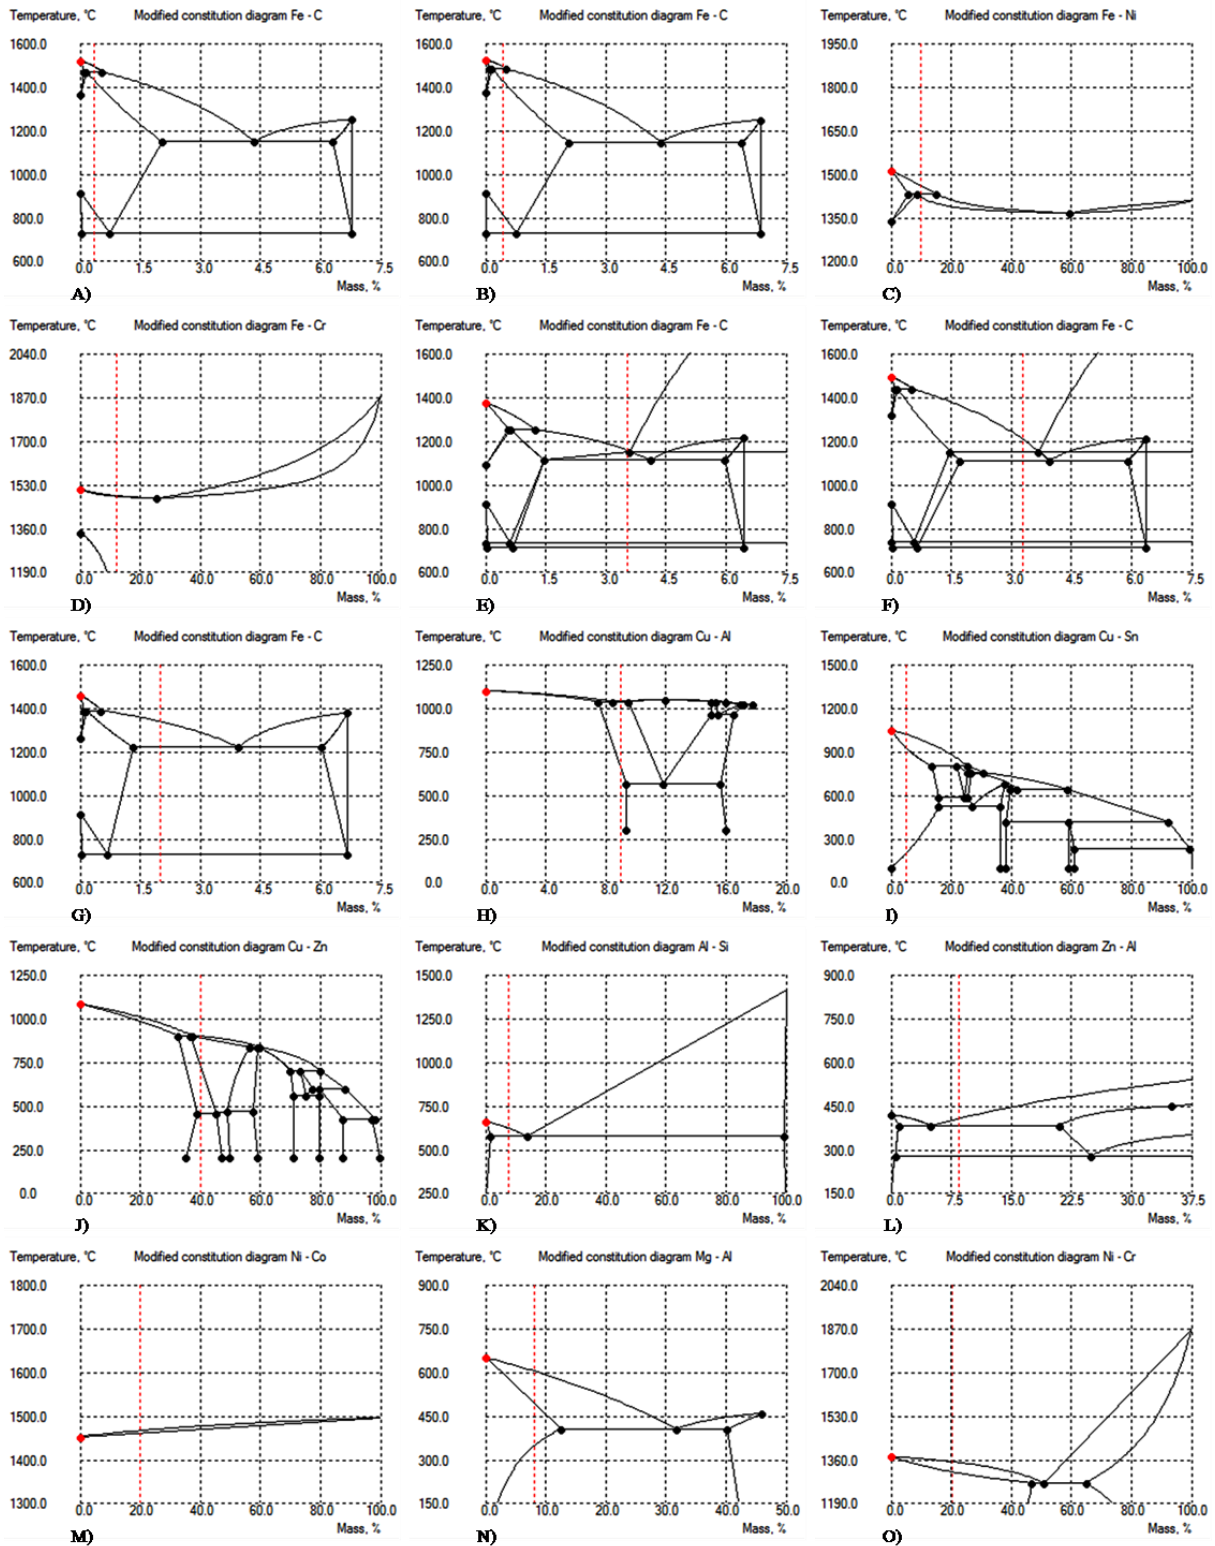 Temperature, °C Modified constitution diagram Fe - C
1600.0
1400.0
1200.0
1000.0
800.0
600.0
0.0 1.5 3.0 4.5 6.0 7.5
Mass, %
A)
Temperature, °C Modified constitution diagram Fe - C
1600.0
1400.0
1200.0
1000.0
800.0
600.0
0.0 1.5 3.0 4.5 6.0 7.5
Mass, %
B)
Temperature, °C Modified constitution diagram Fe - Ni
1950.0
1800.0
1650.0
1500.0
1350.0
1200.0
0.0 20.0 40.0 60.0 80.0 100.0
Mass, %
C)
Temperature, °C Modified constitution diagram Fe - Cr
2040.0
1870.0
1700.0
1530.0
1360.0
1190.0
0.0 20.0 40.0 60.0 80.0 100.0
Mass, %
D)
Temperature, °C Modified constitution diagram Fe - C
1600.0
1400.0
1200.0
1000.0
800.0
600.0
0.0 1.5 3.0 4.5 6.0 7.5
Mass, %
E)
Temperature, °C Modified constitution diagram Fe - C
1600.0
1400.0
1200.0
1000.0
800.0
600.0
0.0 1.5 3.0 4.5 6.0 7.5
Mass, %
F)
Temperature, °C Modified constitution diagram Fe - C
1600.0
1400.0
1200.0
1000.0
800.0
600.0
0.0 1.5 3.0 4.5 6.0 7.5
Mass, %
G)
Temperature, °C Modified constitution diagram Cu - Al
1250.0
1000.0
750.0
500.0
250.0
0.0
0.0 4.0 8.0 12.0 16.0 20.0
Mass, %
H)
Temperature, °C Modified constitution diagram Cu - Sn
1500.0
1200.0
900.0
600.0
300.0
0.0
0.0 20.0 40.0 60.0 80.0 100.0
Mass, %
I)
Temperature, °C Modified constitution diagram Cu - Zn
1250.0
1000.0
750.0
500.0
250.0
0.0
0.0 20.0 40.0 60.0 80.0 100.0
Mass, %
J)
Temperature, °C Modified constitution diagram Al - Si
1500.0
1250.0
1000.0
750.0
500.0
250.0
0.0 20.0 40.0 60.0 80.0 100.0
Mass, %
K)
Temperature, °C Modified constitution diagram Zn - Al
900.0
750.0
600.0
450.0
300.0
150.0
0.0 7.5 15.0 22.5 30.0 37.5
Mass, %
L)
Temperature, °C Modified constitution diagram Ni - Co
1800.0
1700.0
1600.0
1500.0
1400.0
1300.0
0.0 20.0 40.0 60.0 80.0 100.0
Mass, %
M)
Temperature, °C Modified constitution diagram Mg - Al
900.0
750.0
600.0
450.0
300.0
150.0
0.0 10.0 20.0 30.0 40.0 50.0
Mass, %
N)
Temperature, °C Modified constitution diagram Ni - Cr
2040.0
1870.0
1700.0
1530.0
1360.0
1190.0
0.0 20.0 40.0 60.0 80.0 100.0
Mass, %
O)